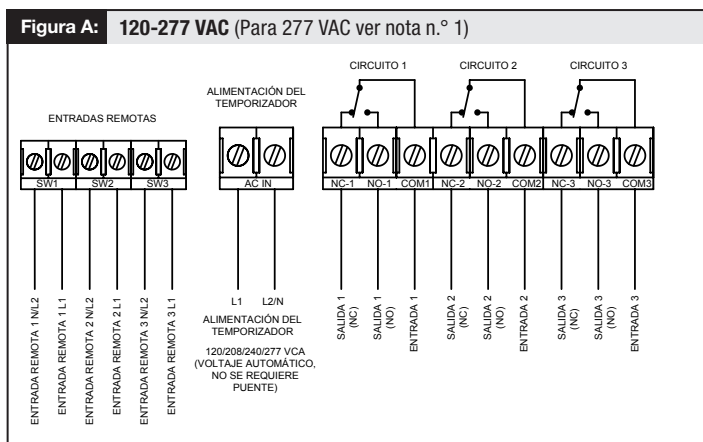 Figura A: 120-277 VAC (Para 277 VAC ver nota n.° 1)
CIRCUITO 1
CIRCUITO 2
CIRCUITO 3
ALIMENTACIÓN DEL
TEMPORIZADOR
ENTRADAS REMOTAS
SW1 SW2 SW3
AC IN
NC-1 NO-1 COM1 NC-2 NO-2 COM2 NC-3 NO-3 COM3
ENTRADA REMOTA 1 N/L2
ENTRADA REMOTA 1 L1
ENTRADA REMOTA 2 N/L2
ENTRADA REMOTA 2 L1
ENTRADA REMOTA 3 N/L2
ENTRADA REMOTA 3 L1
L1 L2/N
ALIMENTACIÓN DEL
TEMPORIZADOR
120/208/240/277 VCA
(VOLTAJE AUTOMÁTICO,
NO SE REQUIERE
PUENTE)
SALIDA 1
(NC)
SALIDA 1
(NO)
ENTRADA 1
SALIDA 2
(NC)
SALIDA 2
(NO)
ENTRADA 2
SALIDA 3
(NC)
SALIDA 3
(NO)
ENTRADA 3